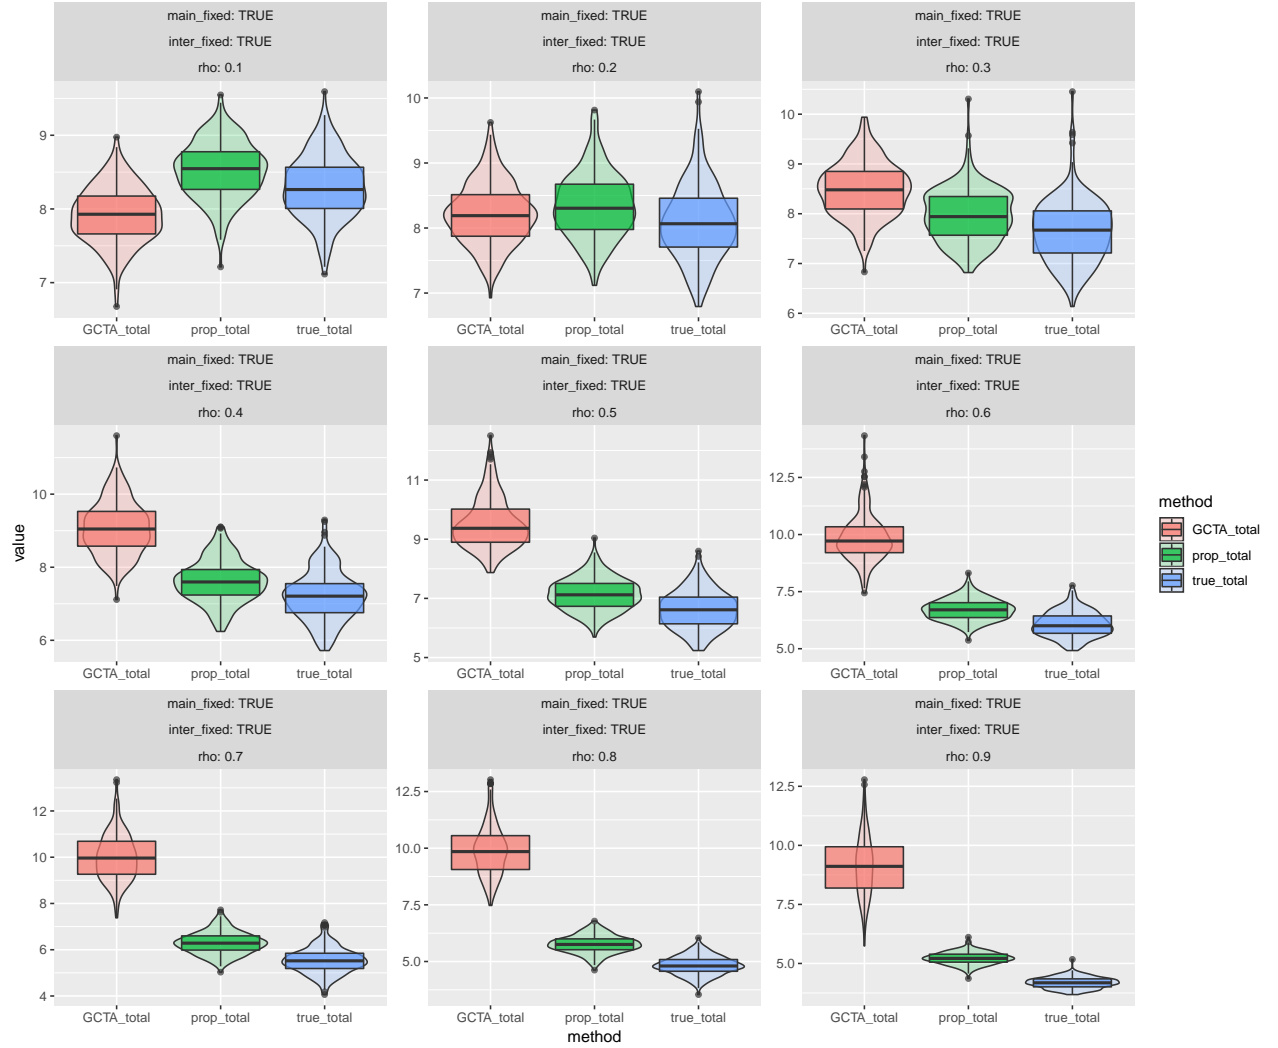 main_fixed: TRUE
inter_fixed: TRUE
rho: 0.1
main_fixed: TRUE
inter_fixed: TRUE
rho: 0.2
main_fixed: TRUE
inter_fixed: TRUE
rho: 0.3
9
8
7
10
9
8
7
10
9
8
7
6
GCTA_total prop_total true_total
GCTA_total prop_total true_total
GCTA_total prop_total true_total
main_fixed: TRUE
inter_fixed: TRUE
rho: 0.4
main_fixed: TRUE
inter_fixed: TRUE
rho: 0.5
main_fixed: TRUE
inter_fixed: TRUE
rho: 0.6
value
10
8
6
11
9
7
5
12.5
10.0
7.5
5.0
GCTA_total prop_total true_total
GCTA_total prop_total true_total
GCTA_total prop_total true_total
main_fixed: TRUE
inter_fixed: TRUE
rho: 0.7
main_fixed: TRUE
inter_fixed: TRUE
rho: 0.8
main_fixed: TRUE
inter_fixed: TRUE
rho: 0.9
12
10
8
6
4
12.5
10.0
7.5
5.0
12.5
10.0
7.5
5.0
GCTA_total prop_total true_total
GCTA_total prop_total true_total
GCTA_total prop_total true_total
method
method
GCTA_total
prop_total
true_total